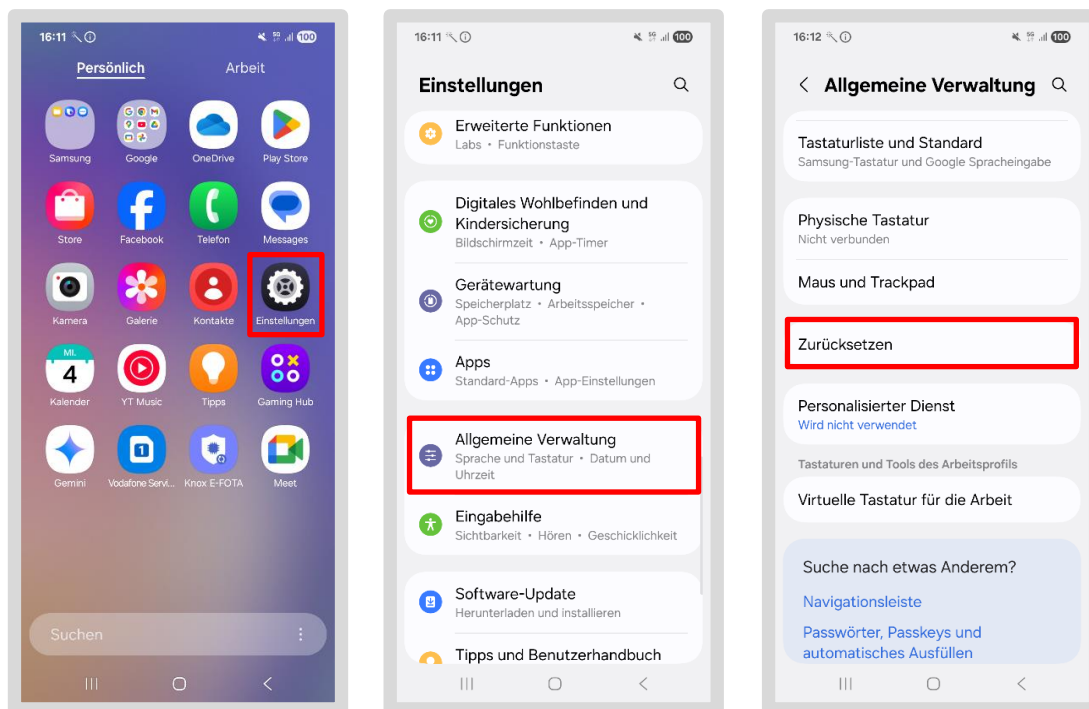 16:11
100
Persönlich Arbeit
Samsung Google OneDrive Play Store
Store Facebook Telefon Messages
Kamera Galerie Kontakte Einstellungen
MI.
4
Kalender YT Music Tipps Gaming Hub
1
Gemini Vodafone Servi... Knox E-FOTA Meet
Suchen
16:11
5G
100
Einstellungen
Erweiterte Funktionen
Labs • Funktionstaste
Digitales Wohlbefinden und
Kindersicherung
Bildschirmzeit • App-Timer
Gerätewartung
Speicherplatz • Arbeitsspeicher •
App-Schutz
Apps
Standard-Apps • App-Einstellungen
Allgemeine Verwaltung
Sprache und Tastatur • Datum und
Uhrzeit
Eingabehilfe
Sichtbarkeit • Hören • Geschicklichkeit
Software-Update
Herunterladen und installieren
Tipps und Benutzerhandbuch
16:12
5G
100
Allgemeine Verwaltung
Tastaturliste und Standard
Samsung-Tastatur und Google Spracheingabe
Physische Tastatur
Nicht verbunden
Maus und Trackpad
Zurücksetzen
Personalisierter Dienst
Wird nicht verwendet
Tastaturen und Tools des Arbeitsprofils
Virtuelle Tastatur für die Arbeit
Suche nach etwas Anderem?
Navigationsleiste
Passwörter, Passkeys und
automatisches Ausfüllen